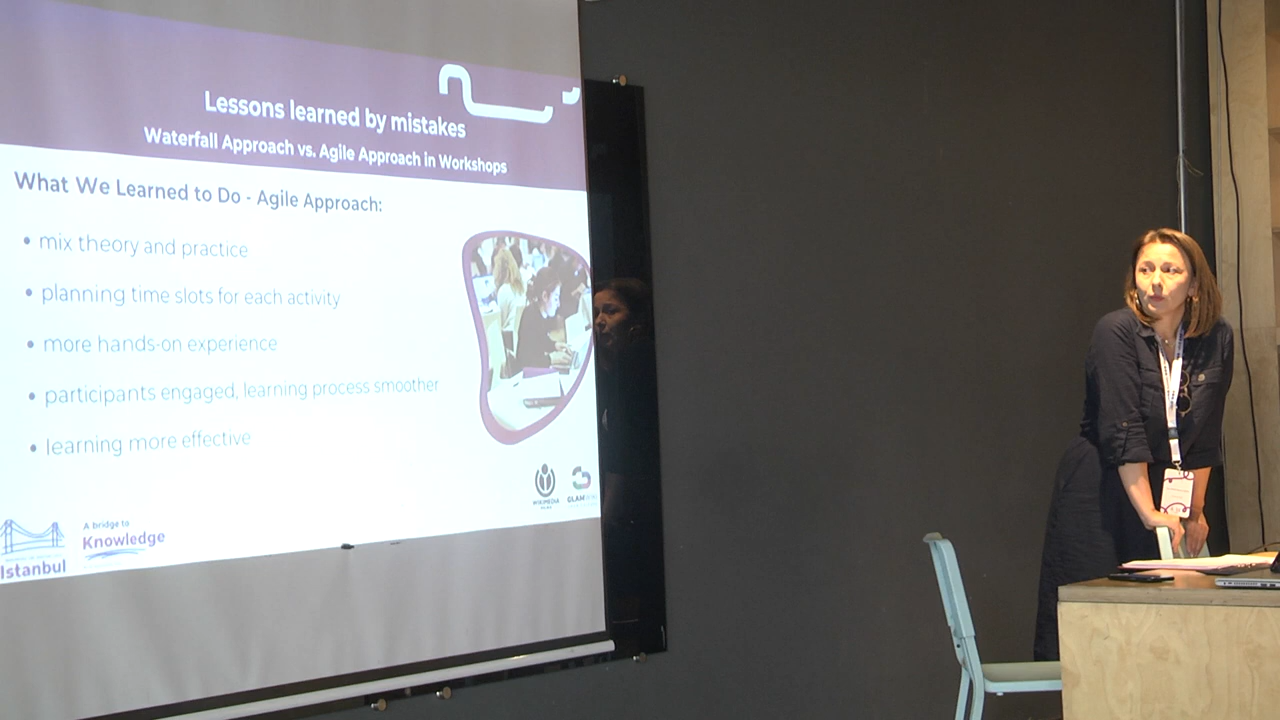 Lessons learned by mistakes
Waterfall Approach vs. Agile Approach in Workshops
What We Learned to Do - Agile Approach:
• mix theory and practice
• planning time slots for each activity
• more hands-on experience
• participants engaged, learning process smoother
• learning more effective
WIKIMEDIA
GLAM
A bridge to
Knowledge
Istanbul